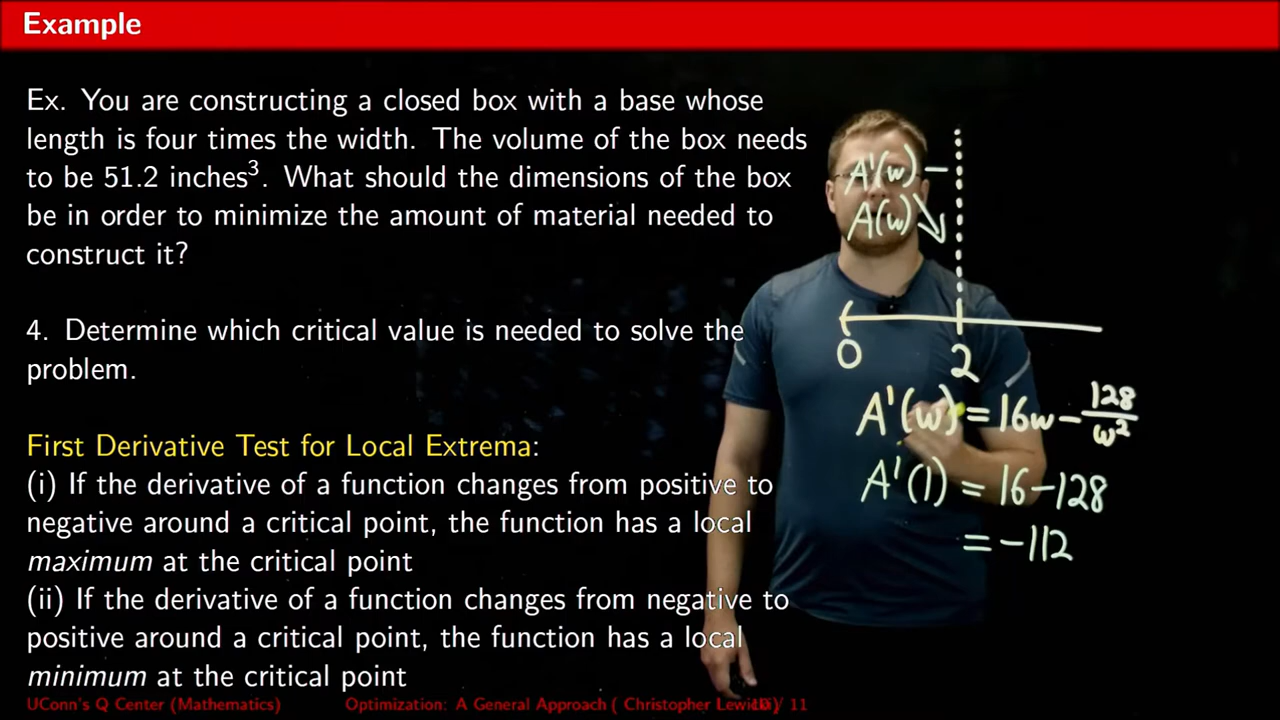 Example
Ex. You are constructing a closed box with a base whose
length is four times the width. The volume of the box needs
to be 51.2 inches³. What should the dimensions of the box
be in order to minimize the amount of material needed to
construct it?
4. Determine which critical value is needed to solve the
problem.
First Derivative Test for Local Extrema:
(i) If the derivative of a function changes from positive to
negative around a critical point, the function has a local
maximum at the critical point
(ii) If the derivative of a function changes from negative to
positive around a critical point, the function has a local
minimum at the critical point
A'(w) −
A(w) ↘
0 2
A'(w) = 16w − 128/w²
A'(1) = 16 − 128
= −112
UConn's Q Center (Mathematics) Optimization: A General Approach ( Christopher / 11